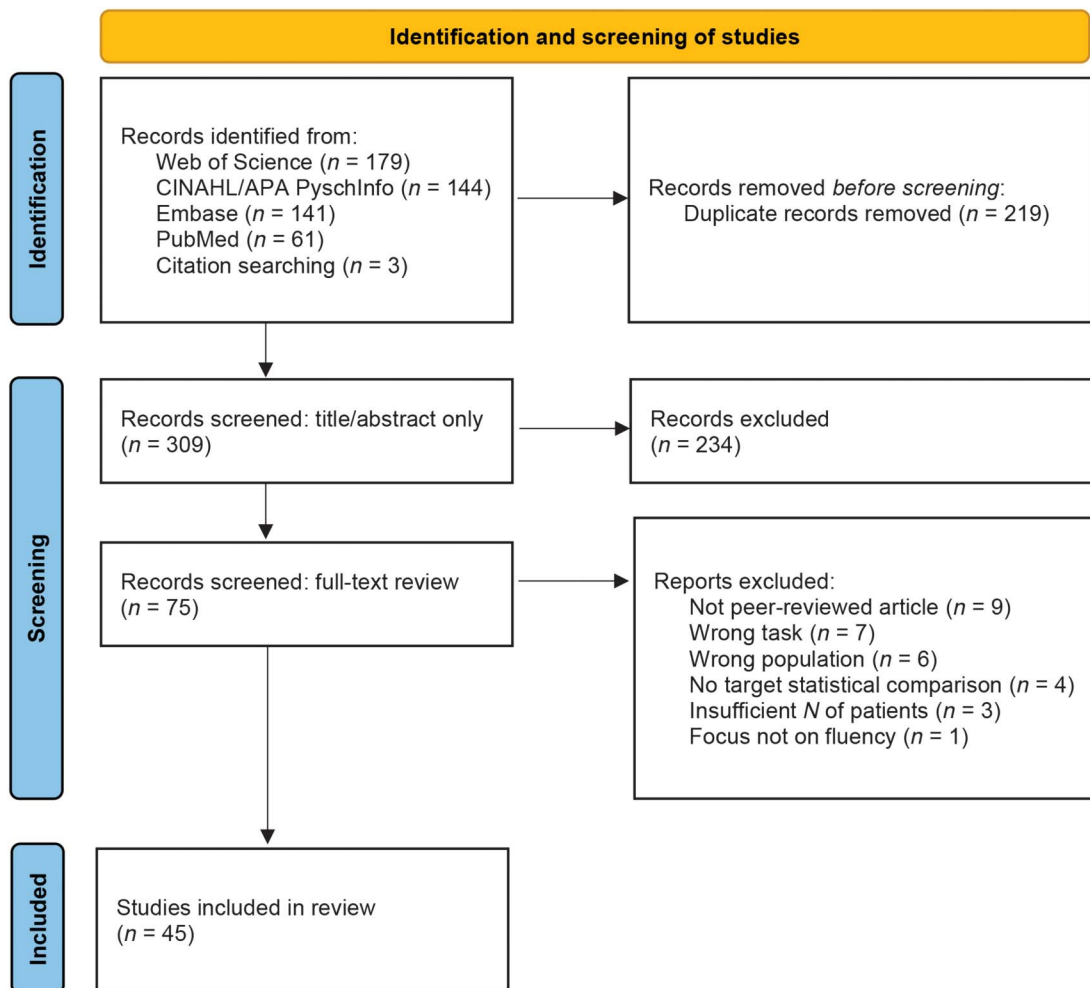 Identification and screening of studies
Identification
Records identified from:
Web of Science (n = 179)
CINAHL/APA PyschInfo (n = 144)
Embase (n = 141)
PubMed (n = 61)
Citation searching (n = 3)
Records removed before screening:
Duplicate records removed (n = 219)
Screening
Records screened: title/abstract only
(n = 309)
Records excluded
(n = 234)
Records screened: full-text review
(n = 75)
Reports excluded:
Not peer-reviewed article (n = 9)
Wrong task (n = 7)
Wrong population (n = 6)
No target statistical comparison (n = 4)
Insufficient N of patients (n = 3)
Focus not on fluency (n = 1)
Included
Studies included in review
(n = 45)